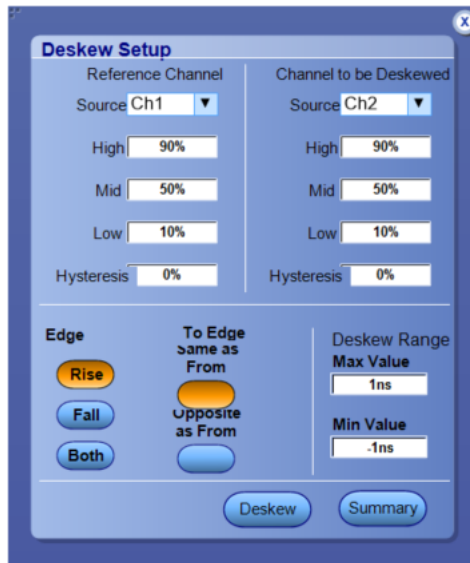 X
Deskew Setup
Reference Channel
Channel to be Deskewed
Source Ch1
Source Ch2
High 90%
High 90%
Mid 50%
Mid 50%
Low 10%
Low 10%
Hysteresis 0%
Hysteresis 0%
Edge
Rise
Fall
Both
To Edge
Same as
From
Opposite
as From
Deskew Range
Max Value
1ns
Min Value
-1ns
Deskew
Summary